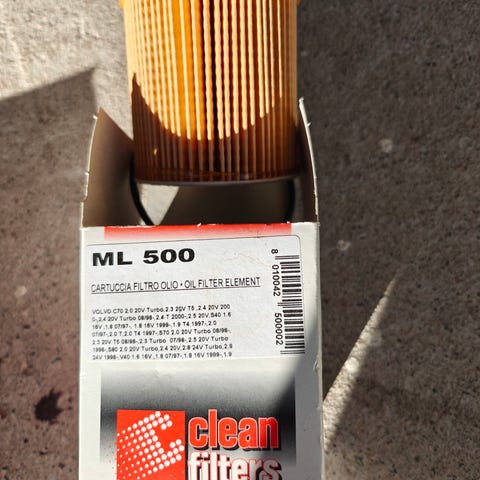 ML 500
CARTUCCIA FILTRO OLIO • OIL FILTER ELEMENT
VOLVO C70 2.0 20V Turbo,2.3 20V T5 ,2.4 20V 200
0-,2.4 20V Turbo 08/98-,2.4 T 2000-,2.5 20V,S40 1.6
16V ,1.8 07/97- ,1.8 16V 1999-,1.9 T4 1997-,2.0
07/97-,2.0 T,2.0 T4 1997-,S70 2.0 20V Turbo 08/96-,
2.3 20V T5 08/96-,2.3 Turbo 07/98-,2.5 20V Turbo
1996-,S80 2.0 20V Turbo,2.4 20V,2.8 24V Turbo,2.9
24V 1998-,V40 1.6 16V ,1.8 07/97-,1.8 16V 1999-,1.9
8 010042 500002
clean
filters